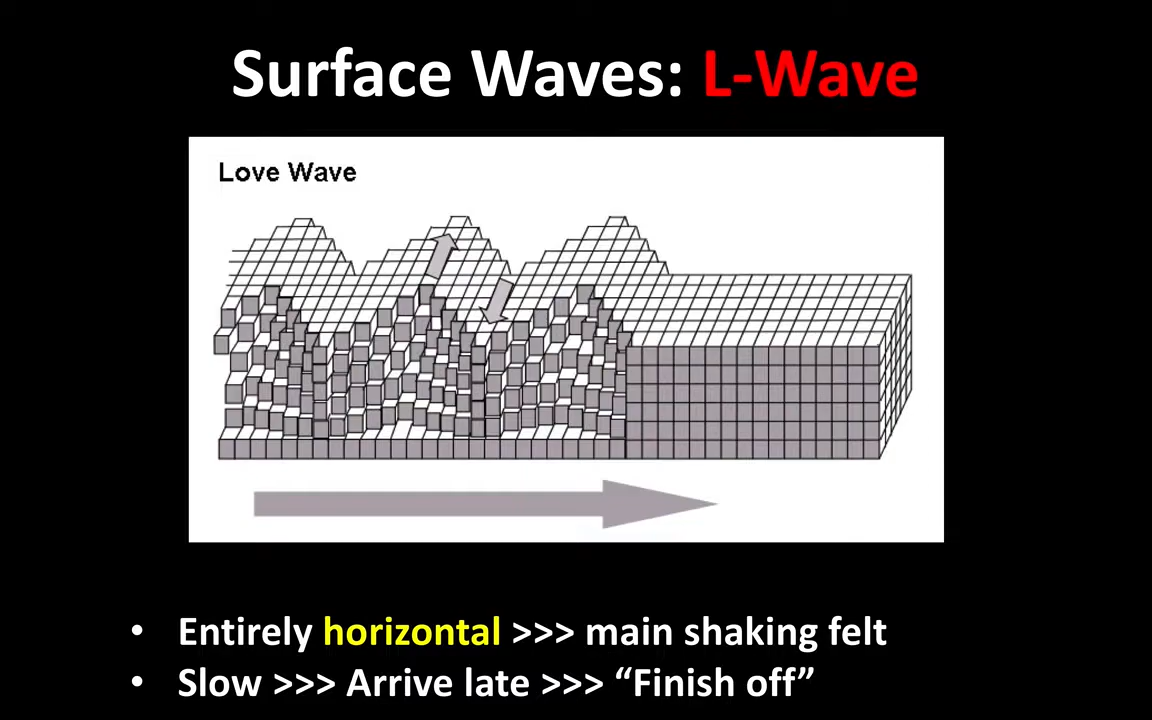 Surface Waves: L-Wave
Love Wave
• Entirely horizontal >>> main shaking felt
• Slow >>> Arrive late >>> “Finish off”